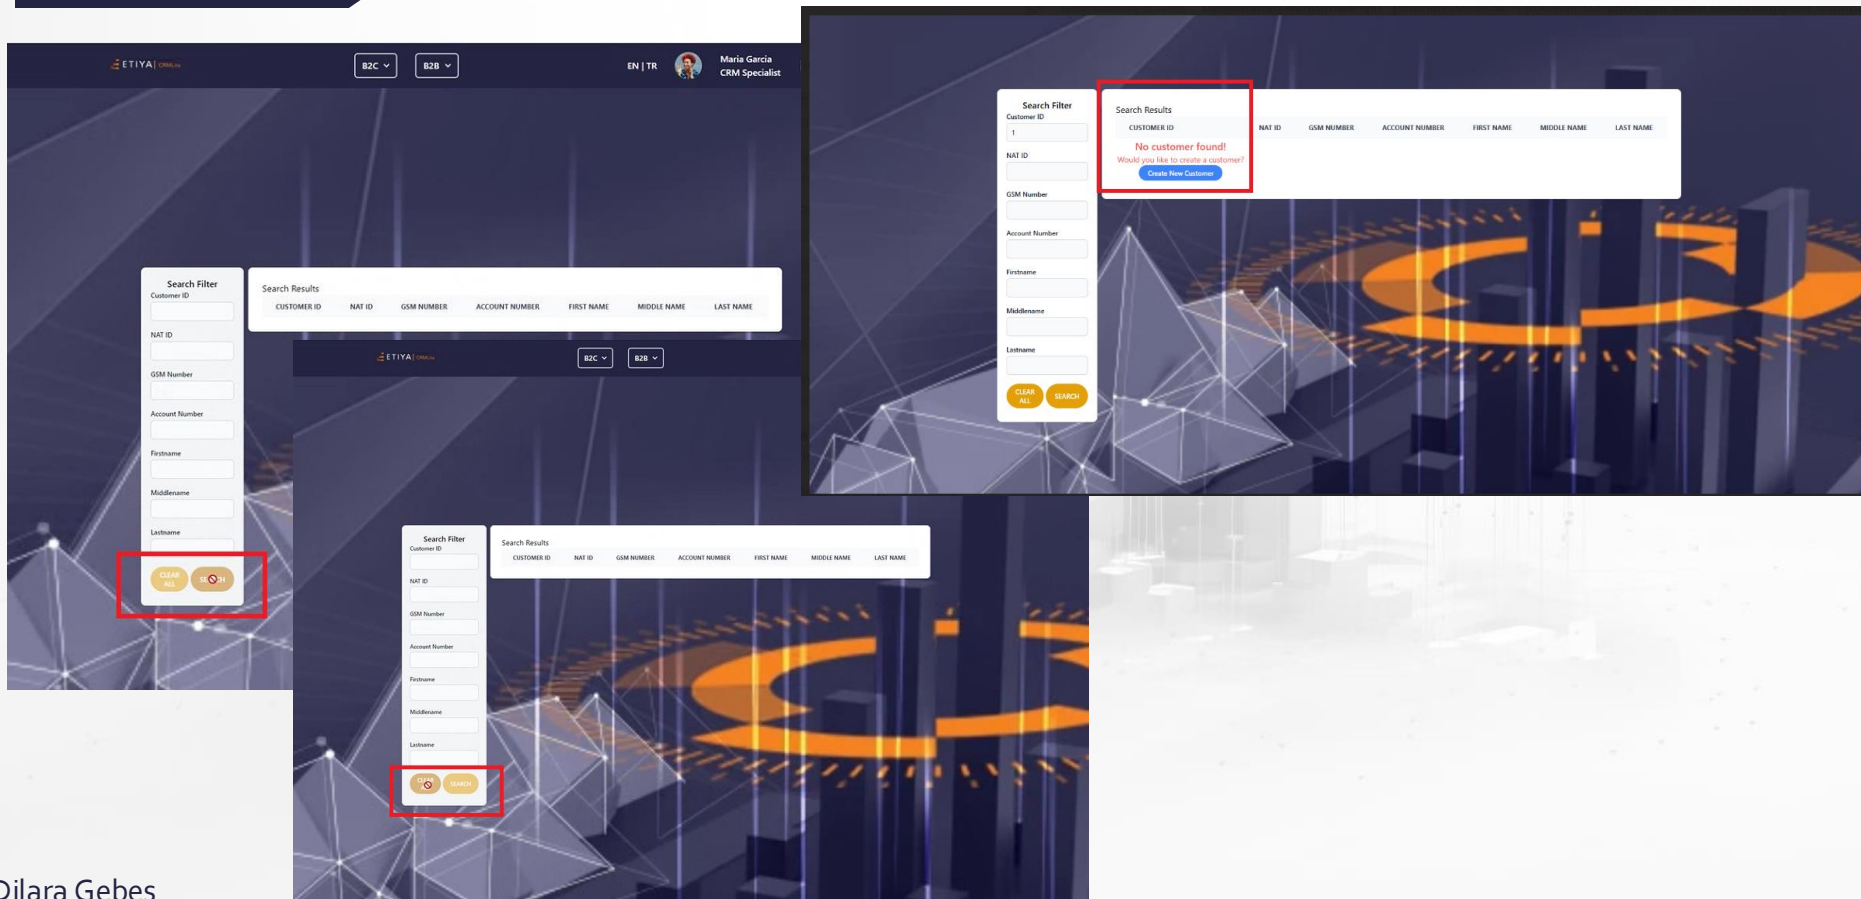 ETIYA| CRMLite
B2C
B2B
EN | TR
Maria Garcia
CRM Specialist
Search Filter
Customer ID
NAT ID
GSM Number
Account Number
Firstname
Middlename
Lastname
CLEAR
ALL
Search Results
CUSTOMER ID NAT ID GSM NUMBER ACCOUNT NUMBER FIRST NAME MIDDLE NAME LAST NAME
ETIYA| CRMLite
B2C
B2B
Search Filter
Customer ID
NAT ID
GSM Number
Account Number
Firstname
Middlename
Lastname
SEARCH
Search Results
CUSTOMER ID NAT ID GSM NUMBER ACCOUNT NUMBER FIRST NAME MIDDLE NAME LAST NAME
Search Filter
Customer ID
1
NAT ID
GSM Number
Account Number
Firstname
Middlename
Lastname
CLEAR
ALL
SEARCH
Search Results
CUSTOMER ID NAT ID GSM NUMBER ACCOUNT NUMBER FIRST NAME MIDDLE NAME LAST NAME
No customer found!
Would you like to create a customer?
Create New Customer
Dilara Gebes